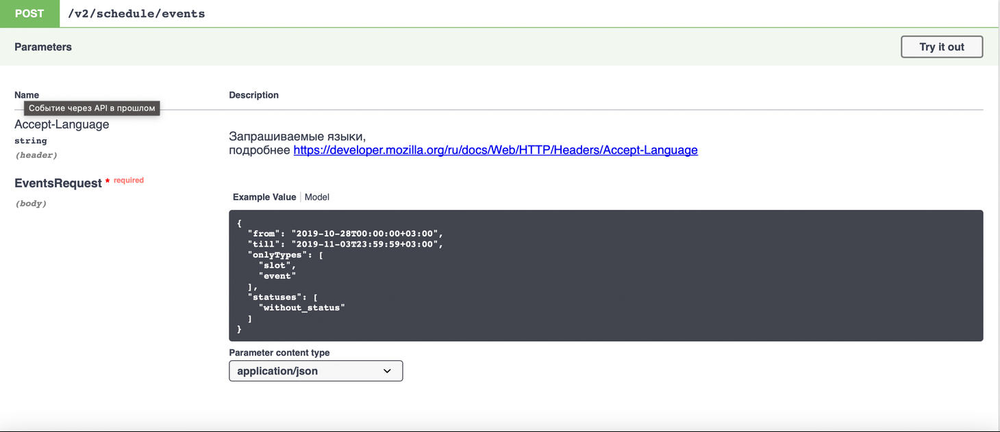 POST /v2/schedule/events
Parameters
Try it out
Name
Description
Событие через API в прошлом
Accept-Language
string
(header)
Запрашиваемые языки,
подробнее https://developer.mozilla.org/ru/docs/Web/HTTP/Headers/Accept-Language
EventsRequest * required
(body)
Example Value Model
{
"from": "2019-10-28T00:00:00+03:00",
"till": "2019-11-03T23:59:59+03:00",
"onlyTypes": [
"slot",
"event"
],
"statuses": [
"without_status"
]
}
Parameter content type
application/json